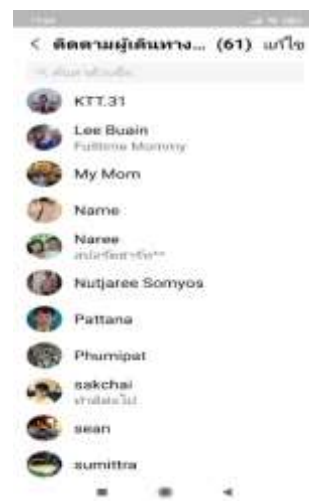 < ติดตามผู้เดินทาง... (61) แก้ไข
KTT.31
Lee Buain
Fulltime Mommy
My Mom
Name
Naree
Nutjaree Somyos
Pattana
Phumipat
sakchai
sean
sumittra